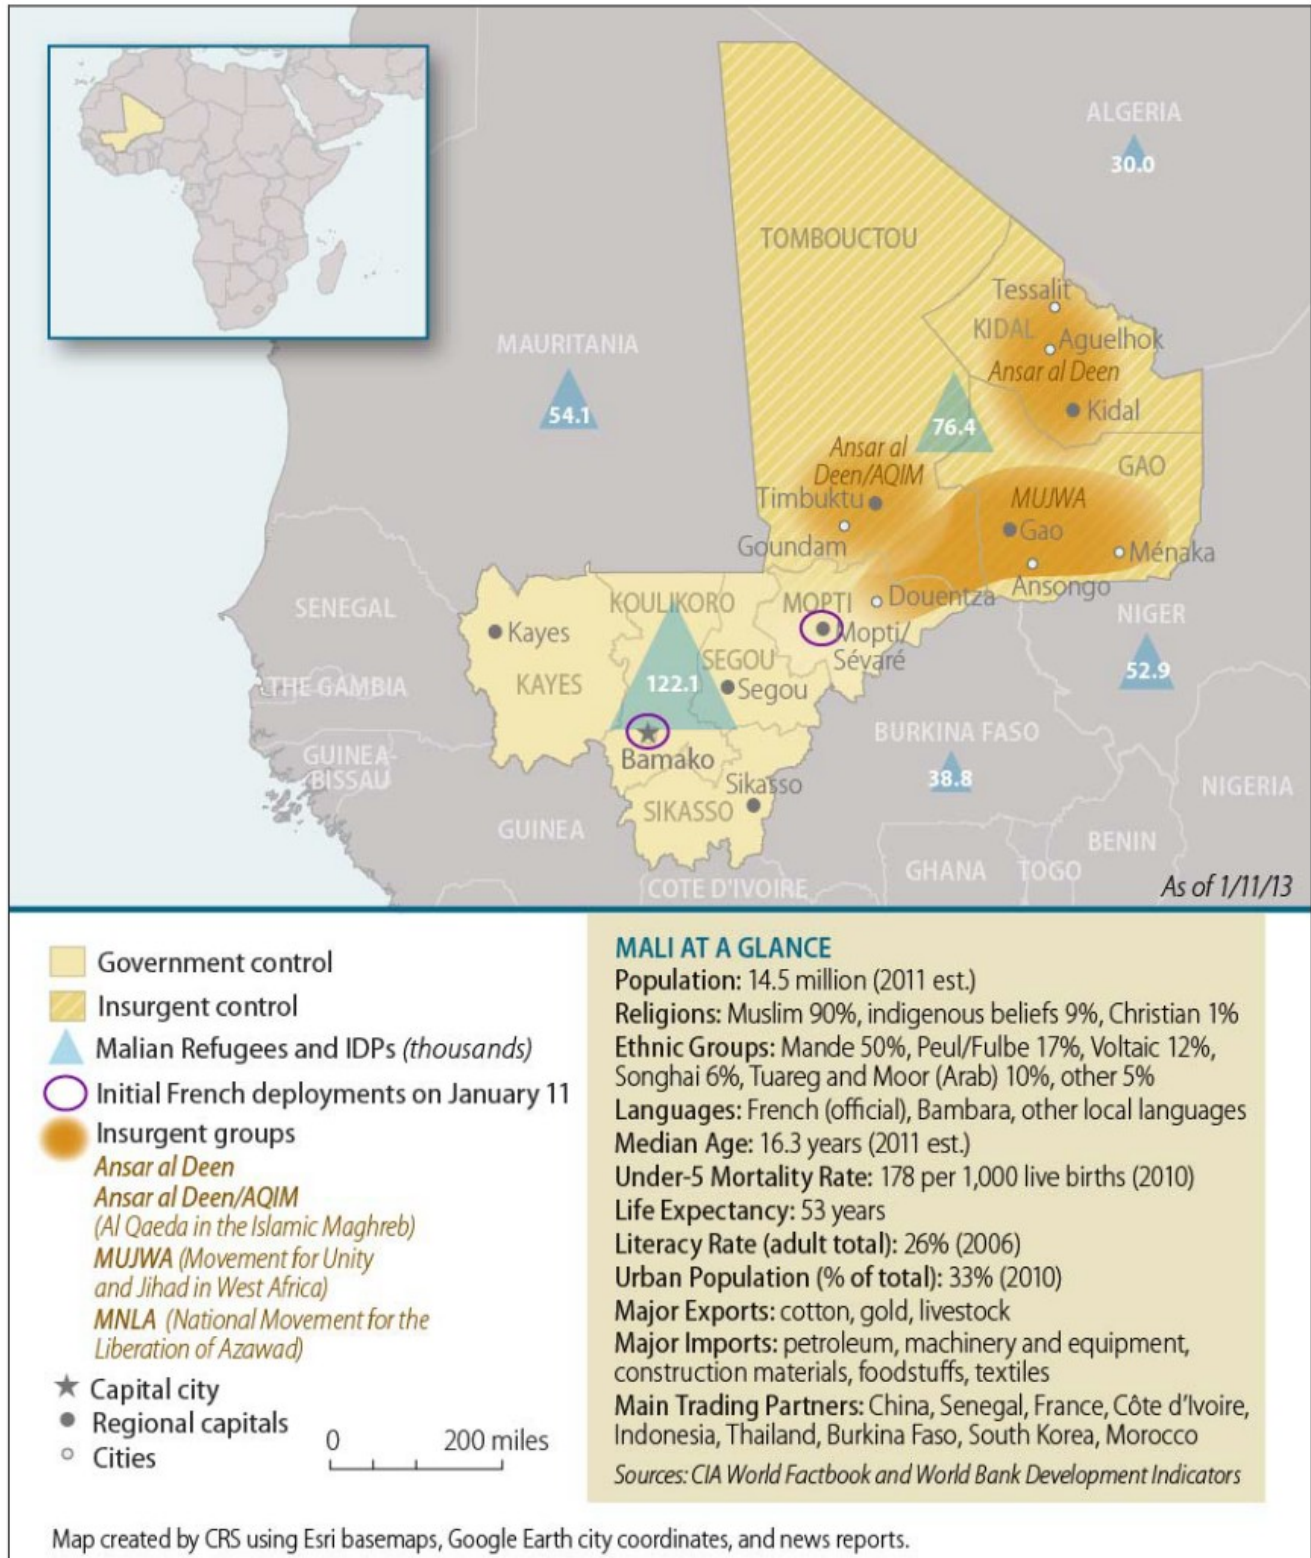 ALGERIA
30.0
TOMBOUCTOU
Tessalit
KIDAL
Aguelhok
Ansar al Deen
Kidal
MAURITANIA
54.1
76.4
Ansar al
Deen/AQIM
GAO
Timbuktu
MUJWA
Gao
Goundam
Ménaka
Ansongo
SENEGAL
KOULIKORO
MOPTI
Douentza
NIGER
Kayes
Mopti/
Sévaré
SEGOU
52.9
THE GAMBIA
KAYES
122.1
Segou
GUINEA-
BISSAU
Bamako
BURKINA FASO
38.8
Sikasso
NIGERIA
SIKASSO
GUINEA
BENIN
GHANA
TOGO
COTE D'IVOIRE
As of 1/11/13
Government control
Insurgent control
Malian Refugees and IDPs (thousands)
Initial French deployments on January 11
Insurgent groups
Ansar al Deen
Ansar al Deen/AQIM
(Al Qaeda in the Islamic Maghreb)
MUJWA (Movement for Unity
and Jihad in West Africa)
MNLA (National Movement for the
Liberation of Azawad)
Capital city
Regional capitals
Cities
0 200 miles
MALI AT A GLANCE
Population: 14.5 million (2011 est.)
Religions: Muslim 90%, indigenous beliefs 9%, Christian 1%
Ethnic Groups: Mande 50%, Peul/Fulbe 17%, Voltaic 12%,
Songhai 6%, Tuareg and Moor (Arab) 10%, other 5%
Languages: French (official), Bambara, other local languages
Median Age: 16.3 years (2011 est.)
Under-5 Mortality Rate: 178 per 1,000 live births (2010)
Life Expectancy: 53 years
Literacy Rate (adult total): 26% (2006)
Urban Population (% of total): 33% (2010)
Major Exports: cotton, gold, livestock
Major Imports: petroleum, machinery and equipment,
construction materials, foodstuffs, textiles
Main Trading Partners: China, Senegal, France, Côte d'Ivoire,
Indonesia, Thailand, Burkina Faso, South Korea, Morocco
Sources: CIA World Factbook and World Bank Development Indicators
Map created by CRS using Esri basemaps, Google Earth city coordinates, and news reports.